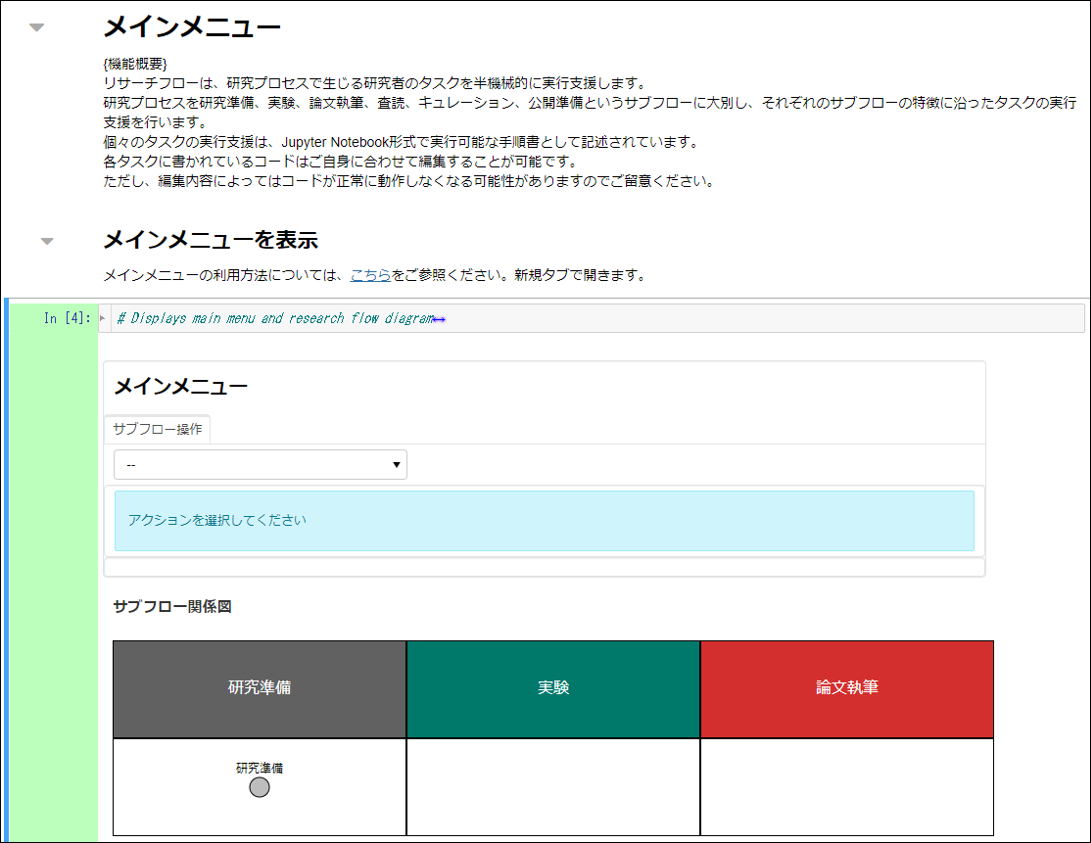 メインメニュー
{機能概要}
リサーチフローは、研究プロセスで生じる研究者のタスクを半機械的に実行支援します。
研究プロセスを研究準備、実験、論文執筆、査読、キュレーション、公開準備というサブフローに大別し、それぞれのサブフローの特徴に沿ったタスクの実行
支援を行います。
個々のタスクの実行支援は、Jupyter Notebook形式で実行可能な手順書として記述されています。
各タスクに書かれているコードはご自身に合わせて編集することが可能です。
ただし、編集内容によってはコードが正常に動作しなくなる可能性がありますのでご留意ください。
メインメニューを表示
メインメニューの利用方法については、こちらをご参照ください。新規タブで開きます。
In [4]: # Displays main menu and research flow diagram
メインメニュー
サブフロー操作
--
アクションを選択してください
サブフロー関係図
研究準備 実験 論文執筆
研究準備